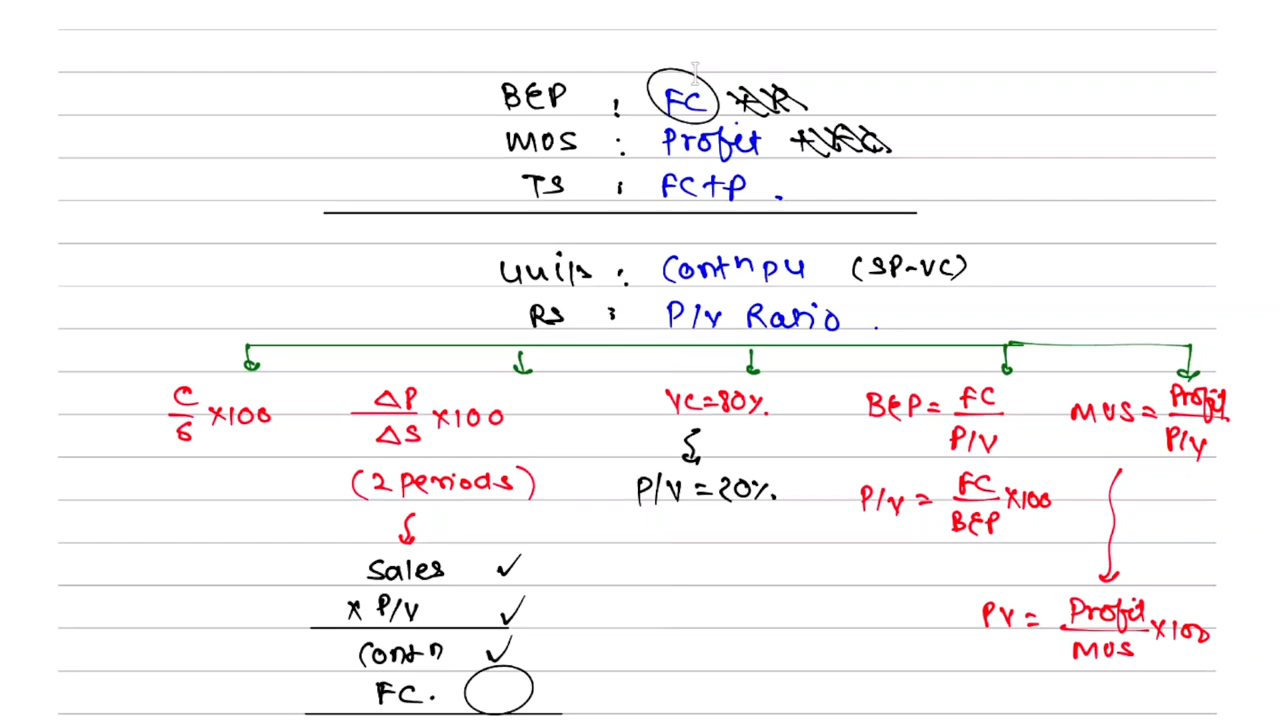 BEP : FC
MOS : Profit
TS : FC+P.
Units : Contn pu (SP-VC)
RS : P/V Ratio.
C/S ×100
ΔP/ΔS ×100
(2 Periods)
Sales ✓
× P/V ✓
Contn ✓
FC.
VC=80%.
P/V = 20%.
BEP = FC/P/V
P/V = FC/BEP ×100
MOS = Profit/P/V
PV = Profit/MOS ×100